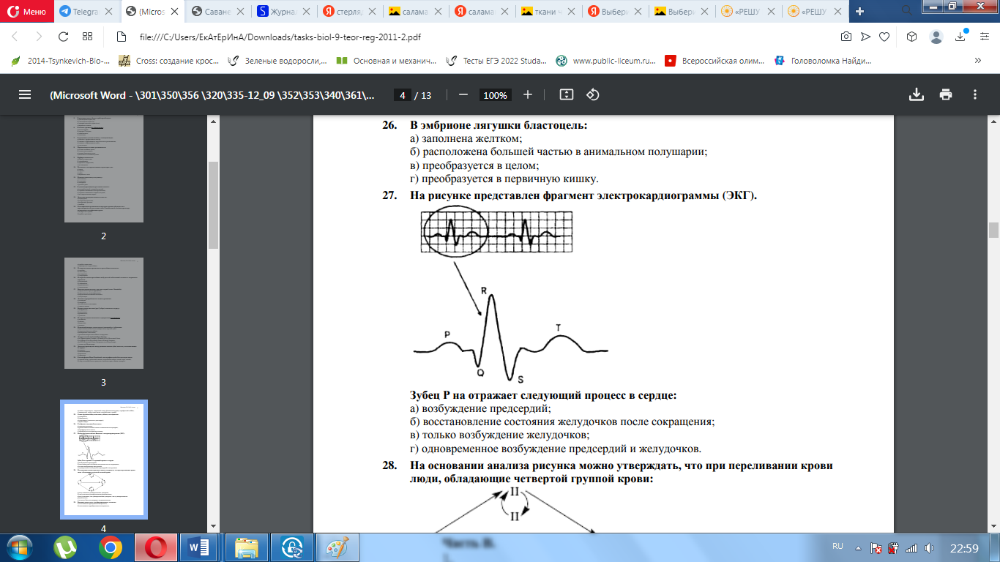 Меню
Telegra
(Micros
Саване
Журна
стерляд
салама
салама
ткани ч
Выбери
Выбери
«РЕШУ
«РЕШУ
file:///C:/Users/ЕкАтЕрИнА/Downloads/tasks-biol-9-teor-reg-2011-2.pdf
2014-Tsynkevich-Bio-...
Cross: создание крос...
Зеленые водоросли,...
Основная и механич...
Тесты ЕГЭ 2022 Studa...
www.public-liceum.ru...
Всероссийская олим...
Головоломка Найди...
(Microsoft Word - \301\350\356 \320\335-12_09 \352\353\340\361\...
4 / 13
100%
2
3
4
26. В эмбрионе лягушки бластоцель:
а) заполнена желтком;
б) расположена большей частью в анимальном полушарии;
в) преобразуется в целом;
г) преобразуется в первичную кишку.
27. На рисунке представлен фрагмент электрокардиограммы (ЭКГ).
R
P
T
Q
S
Зубец Р на отражает следующий процесс в сердце:
а) возбуждение предсердий;
б) восстановление состояния желудочков после сокращения;
в) только возбуждение желудочков;
г) одновременное возбуждение предсердий и желудочков.
28. На основании анализа рисунка можно утверждать, что при переливании крови
люди, обладающие четвертой группой крови:
II
II
Часть В.
RU
22:59